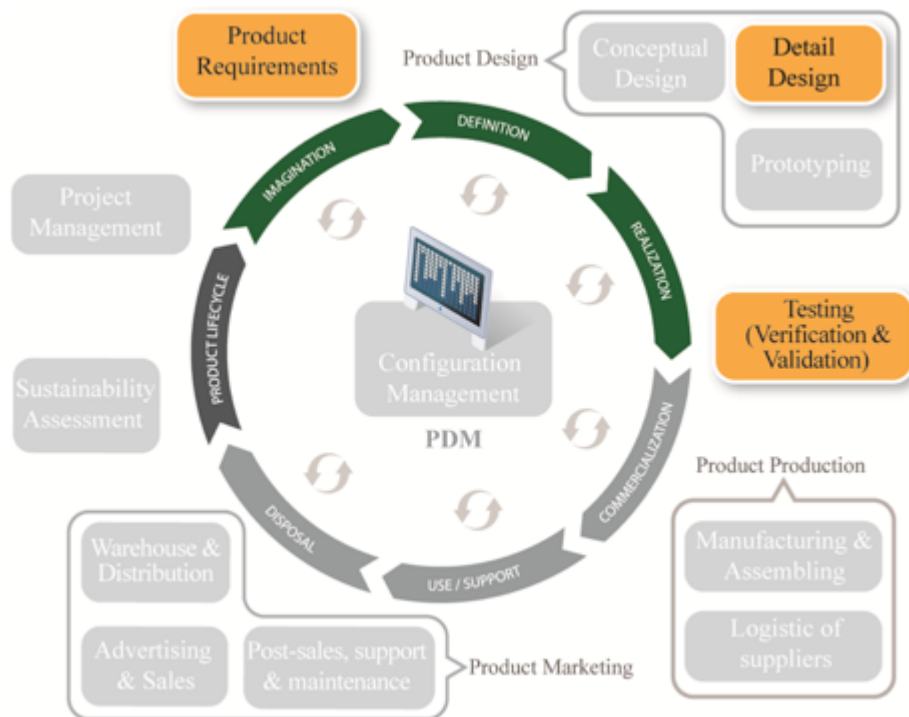 Product
Requirements
Product Design
Conceptual
Design
Detail
Design
Prototyping
IMAGINATION
DEFINITION
REALIZATION
Project
Management
PRODUCT LIFECYCLE
Testing
(Verification &
Validation)
Configuration
Management
PDM
Sustainability
Assessment
COMMERCIALIZATION
Product Production
Manufacturing &
Assembling
Logistic of
suppliers
DISPOSAL
USE / SUPPORT
Warehouse &
Distribution
Advertising
& Sales
Post-sales, support
& maintenance
Product Marketing